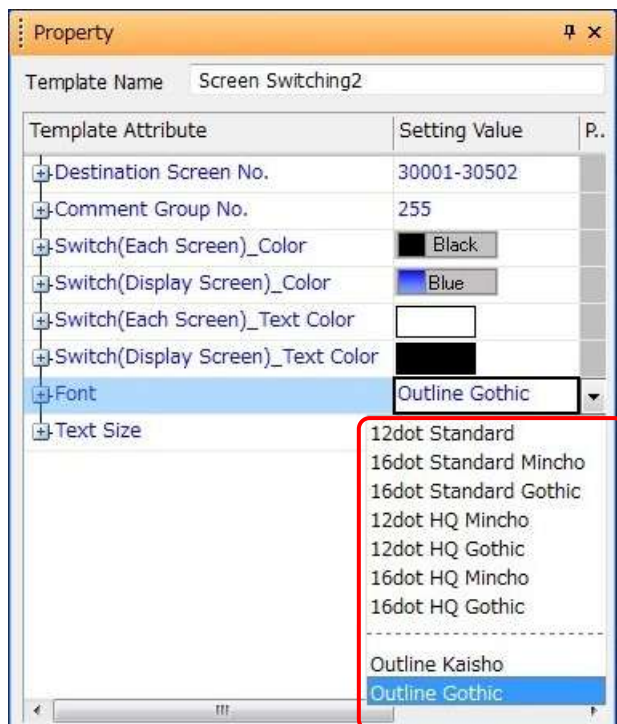 Property
Template Name Screen Switching2
Template Attribute Setting Value P..
Destination Screen No. 30001-30502
Comment Group No. 255
Switch(Each Screen)_Color Black
Switch(Display Screen)_Color Blue
Switch(Each Screen)_Text Color
Switch(Display Screen)_Text Color
Font Outline Gothic
Text Size
12dot Standard
16dot Standard Mincho
16dot Standard Gothic
12dot HQ Mincho
12dot HQ Gothic
16dot HQ Mincho
16dot HQ Gothic
Outline Kaisho
Outline Gothic